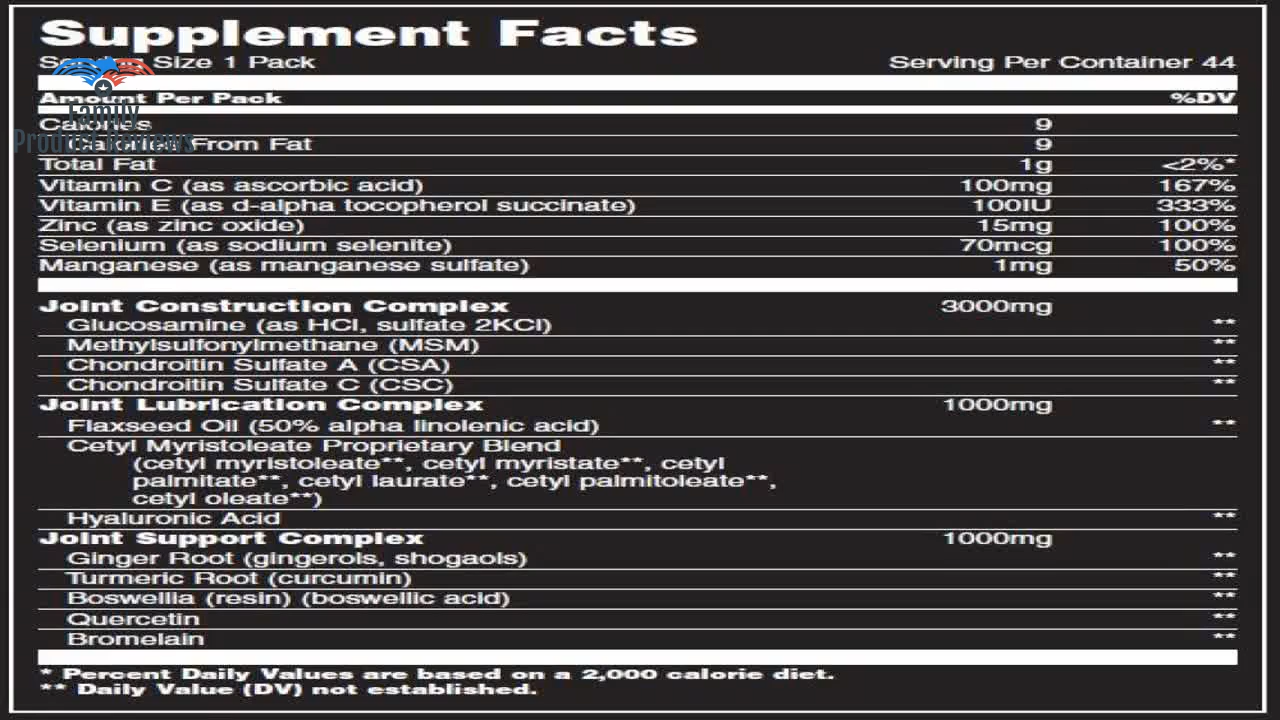 Supplement Facts
Serving Size 1 Pack Serving Per Container 44
Amount Per Pack %DV
Family
Product Reviews
Calories 9
Calories From Fat 9
Total Fat 1g <2%*
Vitamin C (as ascorbic acid) 100mg 167%
Vitamin E (as d-alpha tocopherol succinate) 100IU 333%
Zinc (as zinc oxide) 15mg 100%
Selenium (as sodium selenite) 70mcg 100%
Manganese (as manganese sulfate) 1mg 50%
Joint Construction Complex 3000mg
Glucosamine (as HCl, sulfate 2KCl) **
Methylsulfonylmethane (MSM) **
Chondroitin Sulfate A (CSA) **
Chondroitin Sulfate C (CSC) **
Joint Lubrication Complex 1000mg
Flaxseed Oil (50% alpha linolenic acid) **
Cetyl Myristoleate Proprietary Blend
(cetyl myristoleate**, cetyl myristate**, cetyl
palmitate**, cetyl laurate**, cetyl palmitoleate**,
cetyl oleate**)
Hyaluronic Acid **
Joint Support Complex 1000mg
Ginger Root (gingerols, shogaols) **
Turmeric Root (curcumin) **
Boswellia (resin) (boswellic acid) **
Quercetin **
Bromelain **
* Percent Daily Values are based on a 2,000 calorie diet.
** Daily Value (DV) not established.